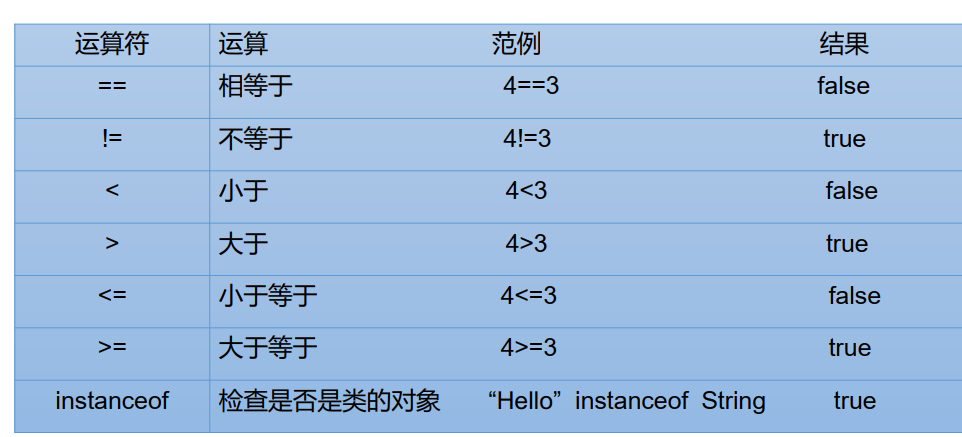 运算符 运算 范例 结果
== 相等于 4==3 false
!= 不等于 4!=3 true
< 小于 4<3 false
> 大于 4>3 true
<= 小于等于 4<=3 false
>= 大于等于 4>=3 true
instanceof 检查是否是类的对象 “Hello” instanceof String true